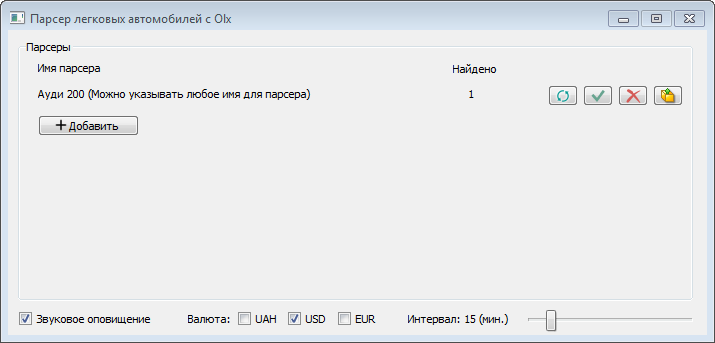 Парсер легковых автомобилей с Olx
Парсеры
Имя парсера Найдено
Ауди 200 (Можно указывать любое имя для парсера) 1
Добавить
Звуковое оповищение Валюта: UAH USD EUR Интервал: 15 (мин.)